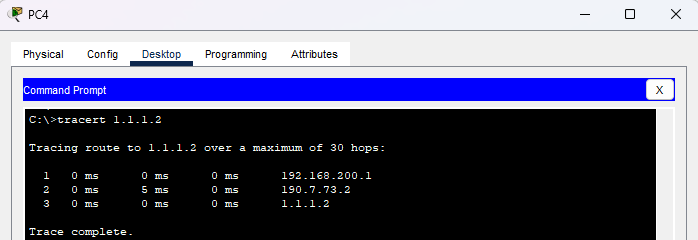 PC4
Physical Config Desktop Programming Attributes
Command Prompt X
C:\>tracert 1.1.1.2
Tracing route to 1.1.1.2 over a maximum of 30 hops:
1 0 ms 0 ms 0 ms 192.168.200.1
2 0 ms 5 ms 0 ms 190.7.73.2
3 0 ms 0 ms 0 ms 1.1.1.2
Trace complete.